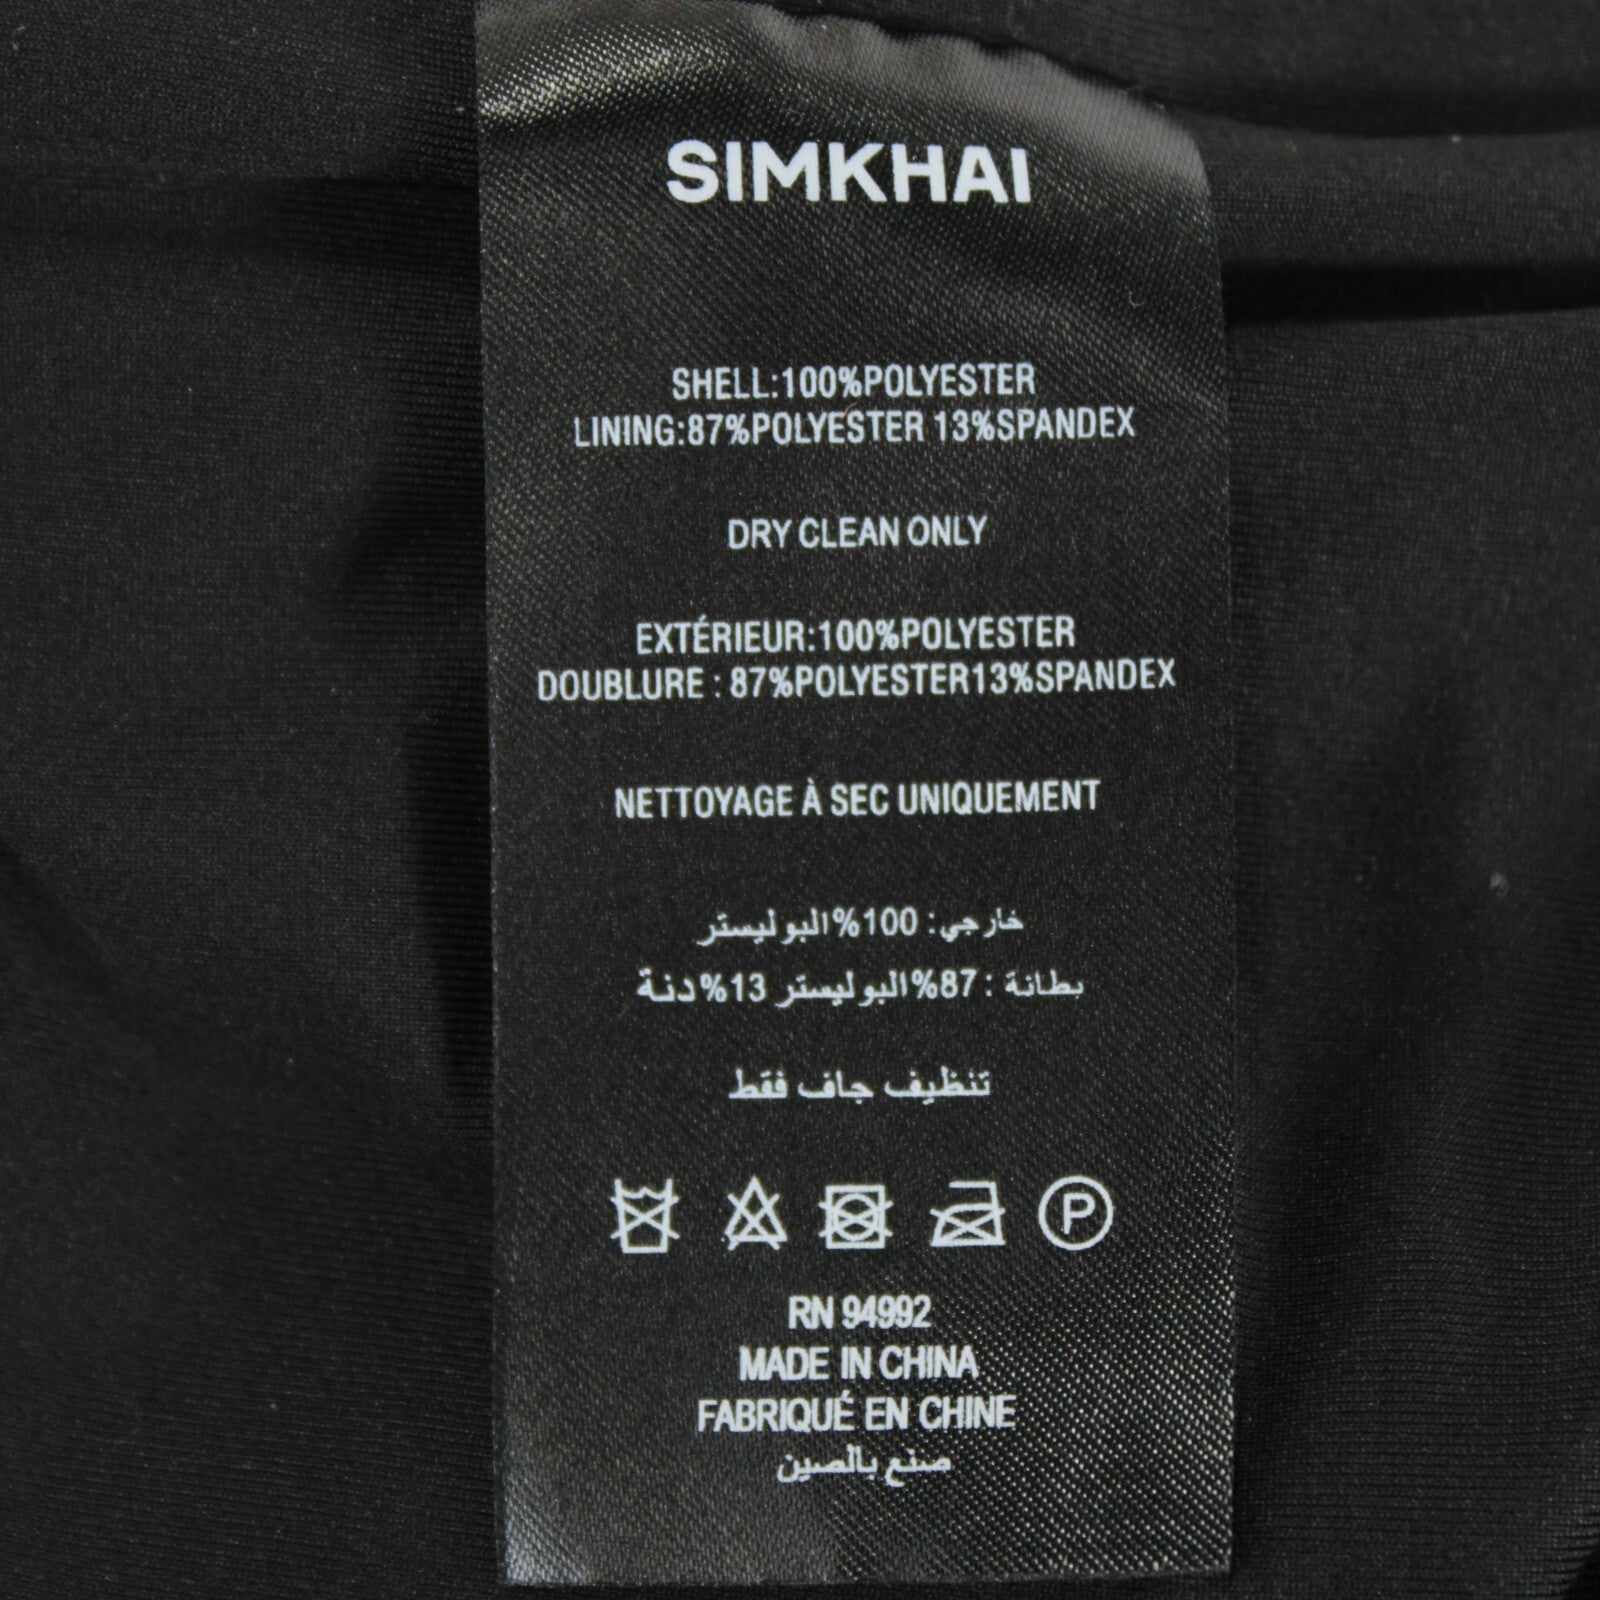 SIMKHAI
SHELL:100%POLYESTER
LINING:87%POLYESTER 13%SPANDEX
DRY CLEAN ONLY
EXTÉRIEUR:100%POLYESTER
DOUBLURE : 87%POLYESTER13%SPANDEX
NETTOYAGE À SEC UNIQUEMENT
خارجي: 100%البوليستر
بطانة : 87%البوليستر 13%دنة
تنظيف جاف فقط
P
RN 94992
MADE IN CHINA
FABRIQUÉ EN CHINE
صنع بالصين